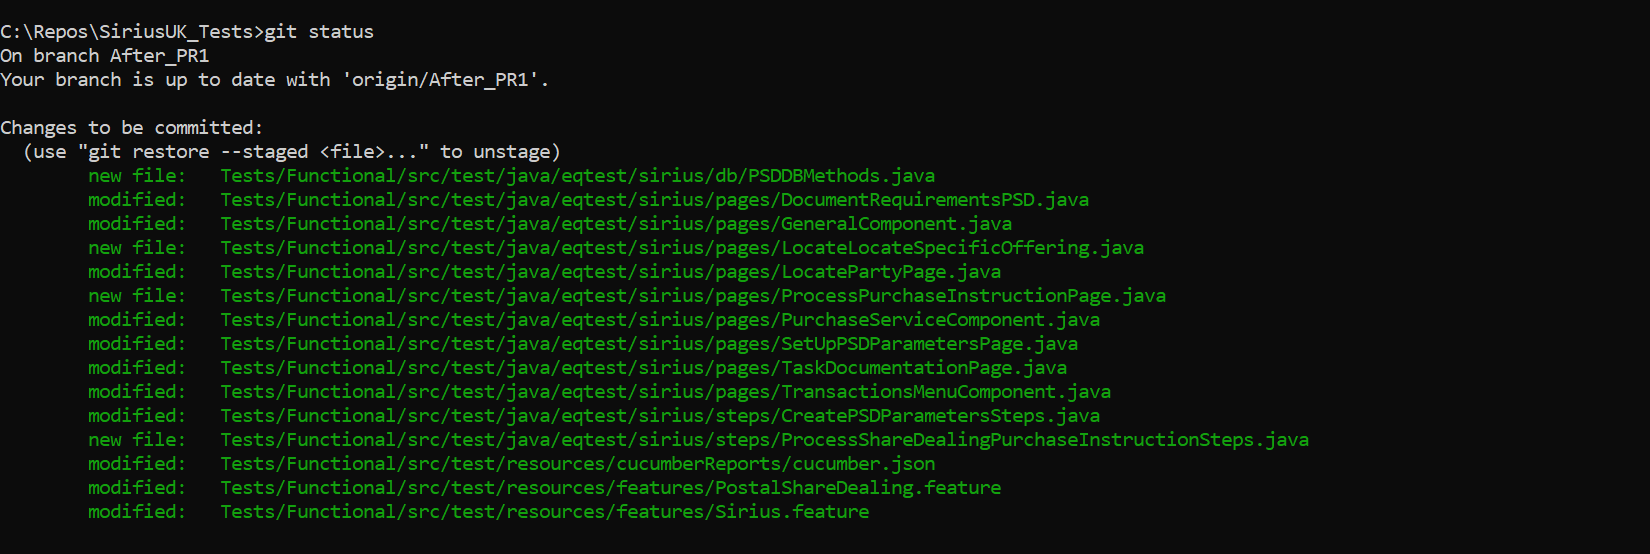 C:\Repos\SiriusUK_Tests>git status
On branch After_PR1
Your branch is up to date with 'origin/After_PR1'.
Changes to be committed:
(use "git restore --staged <file>..." to unstage)
new file: Tests/Functional/src/test/java/eqtest/sirius/db/PSDDBMethods.java
modified: Tests/Functional/src/test/java/eqtest/sirius/pages/DocumentRequirementsPSD.java
modified: Tests/Functional/src/test/java/eqtest/sirius/pages/GeneralComponent.java
new file: Tests/Functional/src/test/java/eqtest/sirius/pages/LocateLocateSpecificOffering.java
modified: Tests/Functional/src/test/java/eqtest/sirius/pages/LocatePartyPage.java
new file: Tests/Functional/src/test/java/eqtest/sirius/pages/ProcessPurchaseInstructionPage.java
modified: Tests/Functional/src/test/java/eqtest/sirius/pages/PurchaseServiceComponent.java
modified: Tests/Functional/src/test/java/eqtest/sirius/pages/SetUpPSDParametersPage.java
modified: Tests/Functional/src/test/java/eqtest/sirius/pages/TaskDocumentationPage.java
modified: Tests/Functional/src/test/java/eqtest/sirius/pages/TransactionsMenuComponent.java
modified: Tests/Functional/src/test/java/eqtest/sirius/steps/CreatePSDParametersSteps.java
new file: Tests/Functional/src/test/java/eqtest/sirius/steps/ProcessShareDealingPurchaseInstructionSteps.java
modified: Tests/Functional/src/test/resources/cucumberReports/cucumber.json
modified: Tests/Functional/src/test/resources/features/PostalShareDealing.feature
modified: Tests/Functional/src/test/resources/features/Sirius.feature